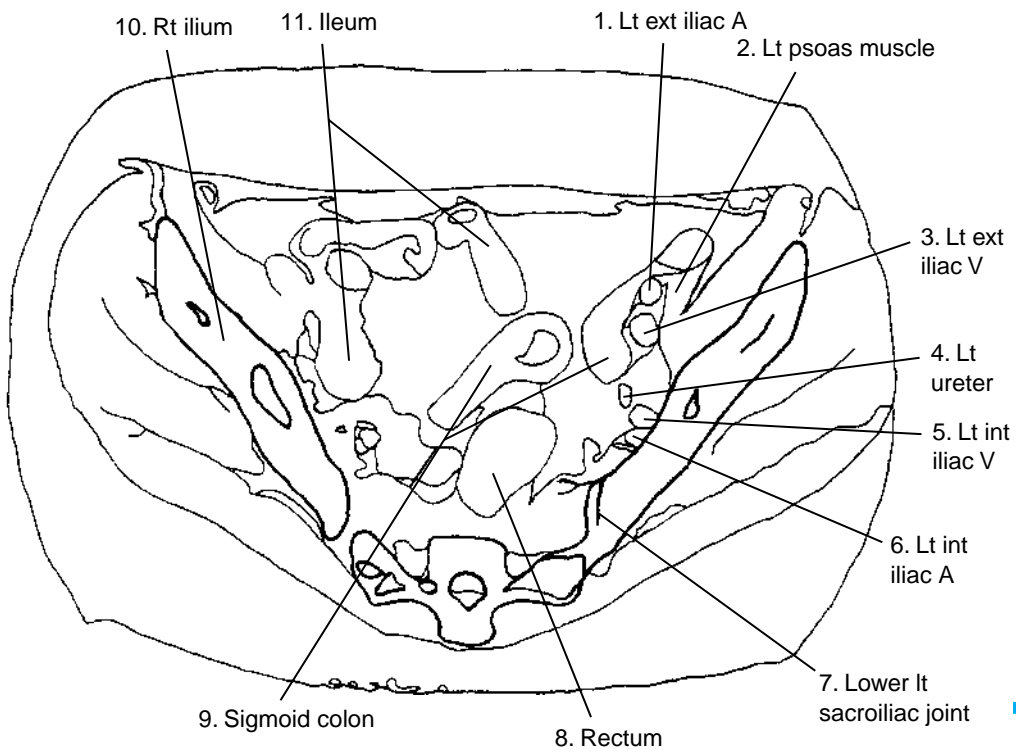 10. Rt ilium
11. Ileum
1. Lt ext iliac A
2. Lt psoas muscle
3. Lt ext
iliac V
4. Lt
ureter
5. Lt int
iliac V
6. Lt int
iliac A
7. Lower lt
sacroiliac joint
8. Rectum
9. Sigmoid colon